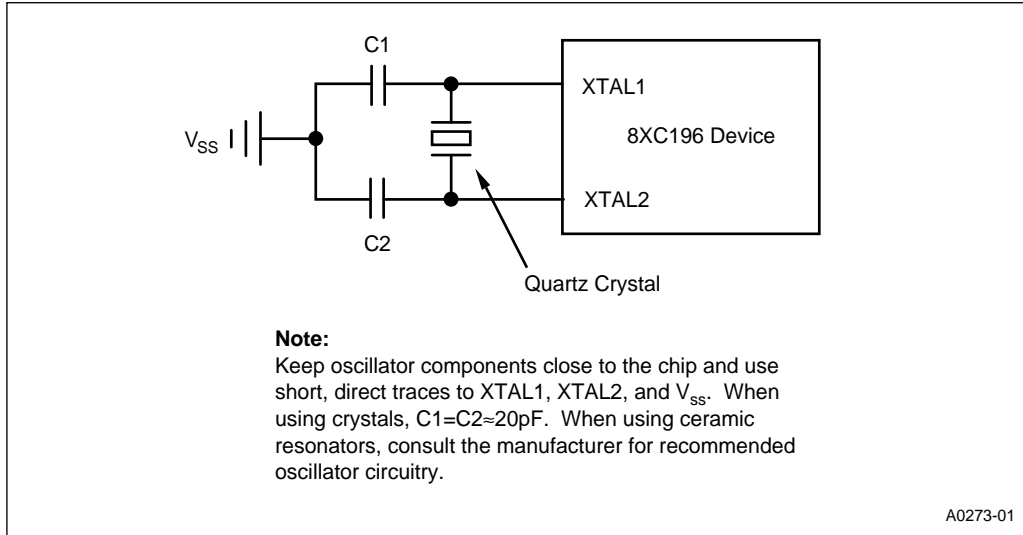 C1
XTAL1
V_SS
8XC196 Device
XTAL2
C2
Quartz Crystal
Note:
Keep oscillator components close to the chip and use
short, direct traces to XTAL1, XTAL2, and V_ss. When
using crystals, C1=C2≈20pF. When using ceramic
resonators, consult the manufacturer for recommended
oscillator circuitry.
A0273-01